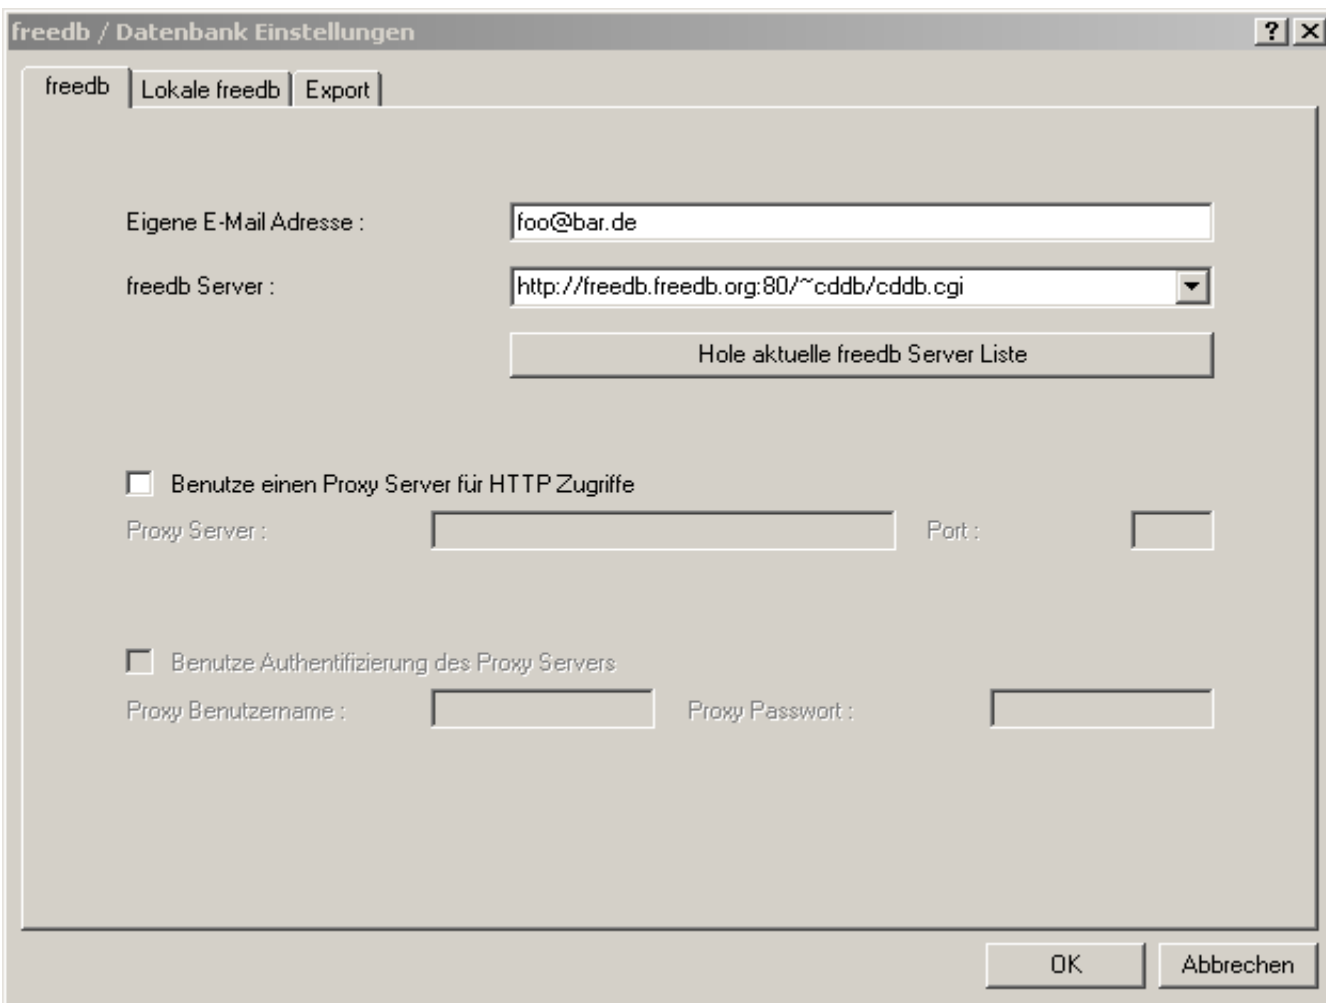 freedb / Datenbank Einstellungen
freedb Lokale freedb Export
Eigene E-Mail Adresse : foo@bar.de
freedb Server : http://freedb.freedb.org:80/~cddb/cddb.cgi
Hole aktuelle freedb Server Liste
Benutze einen Proxy Server für HTTP Zugriffe
Proxy Server : Port :
Benutze Authentifizierung des Proxy Servers
Proxy Benutzername : Proxy Passwort :
OK Abbrechen